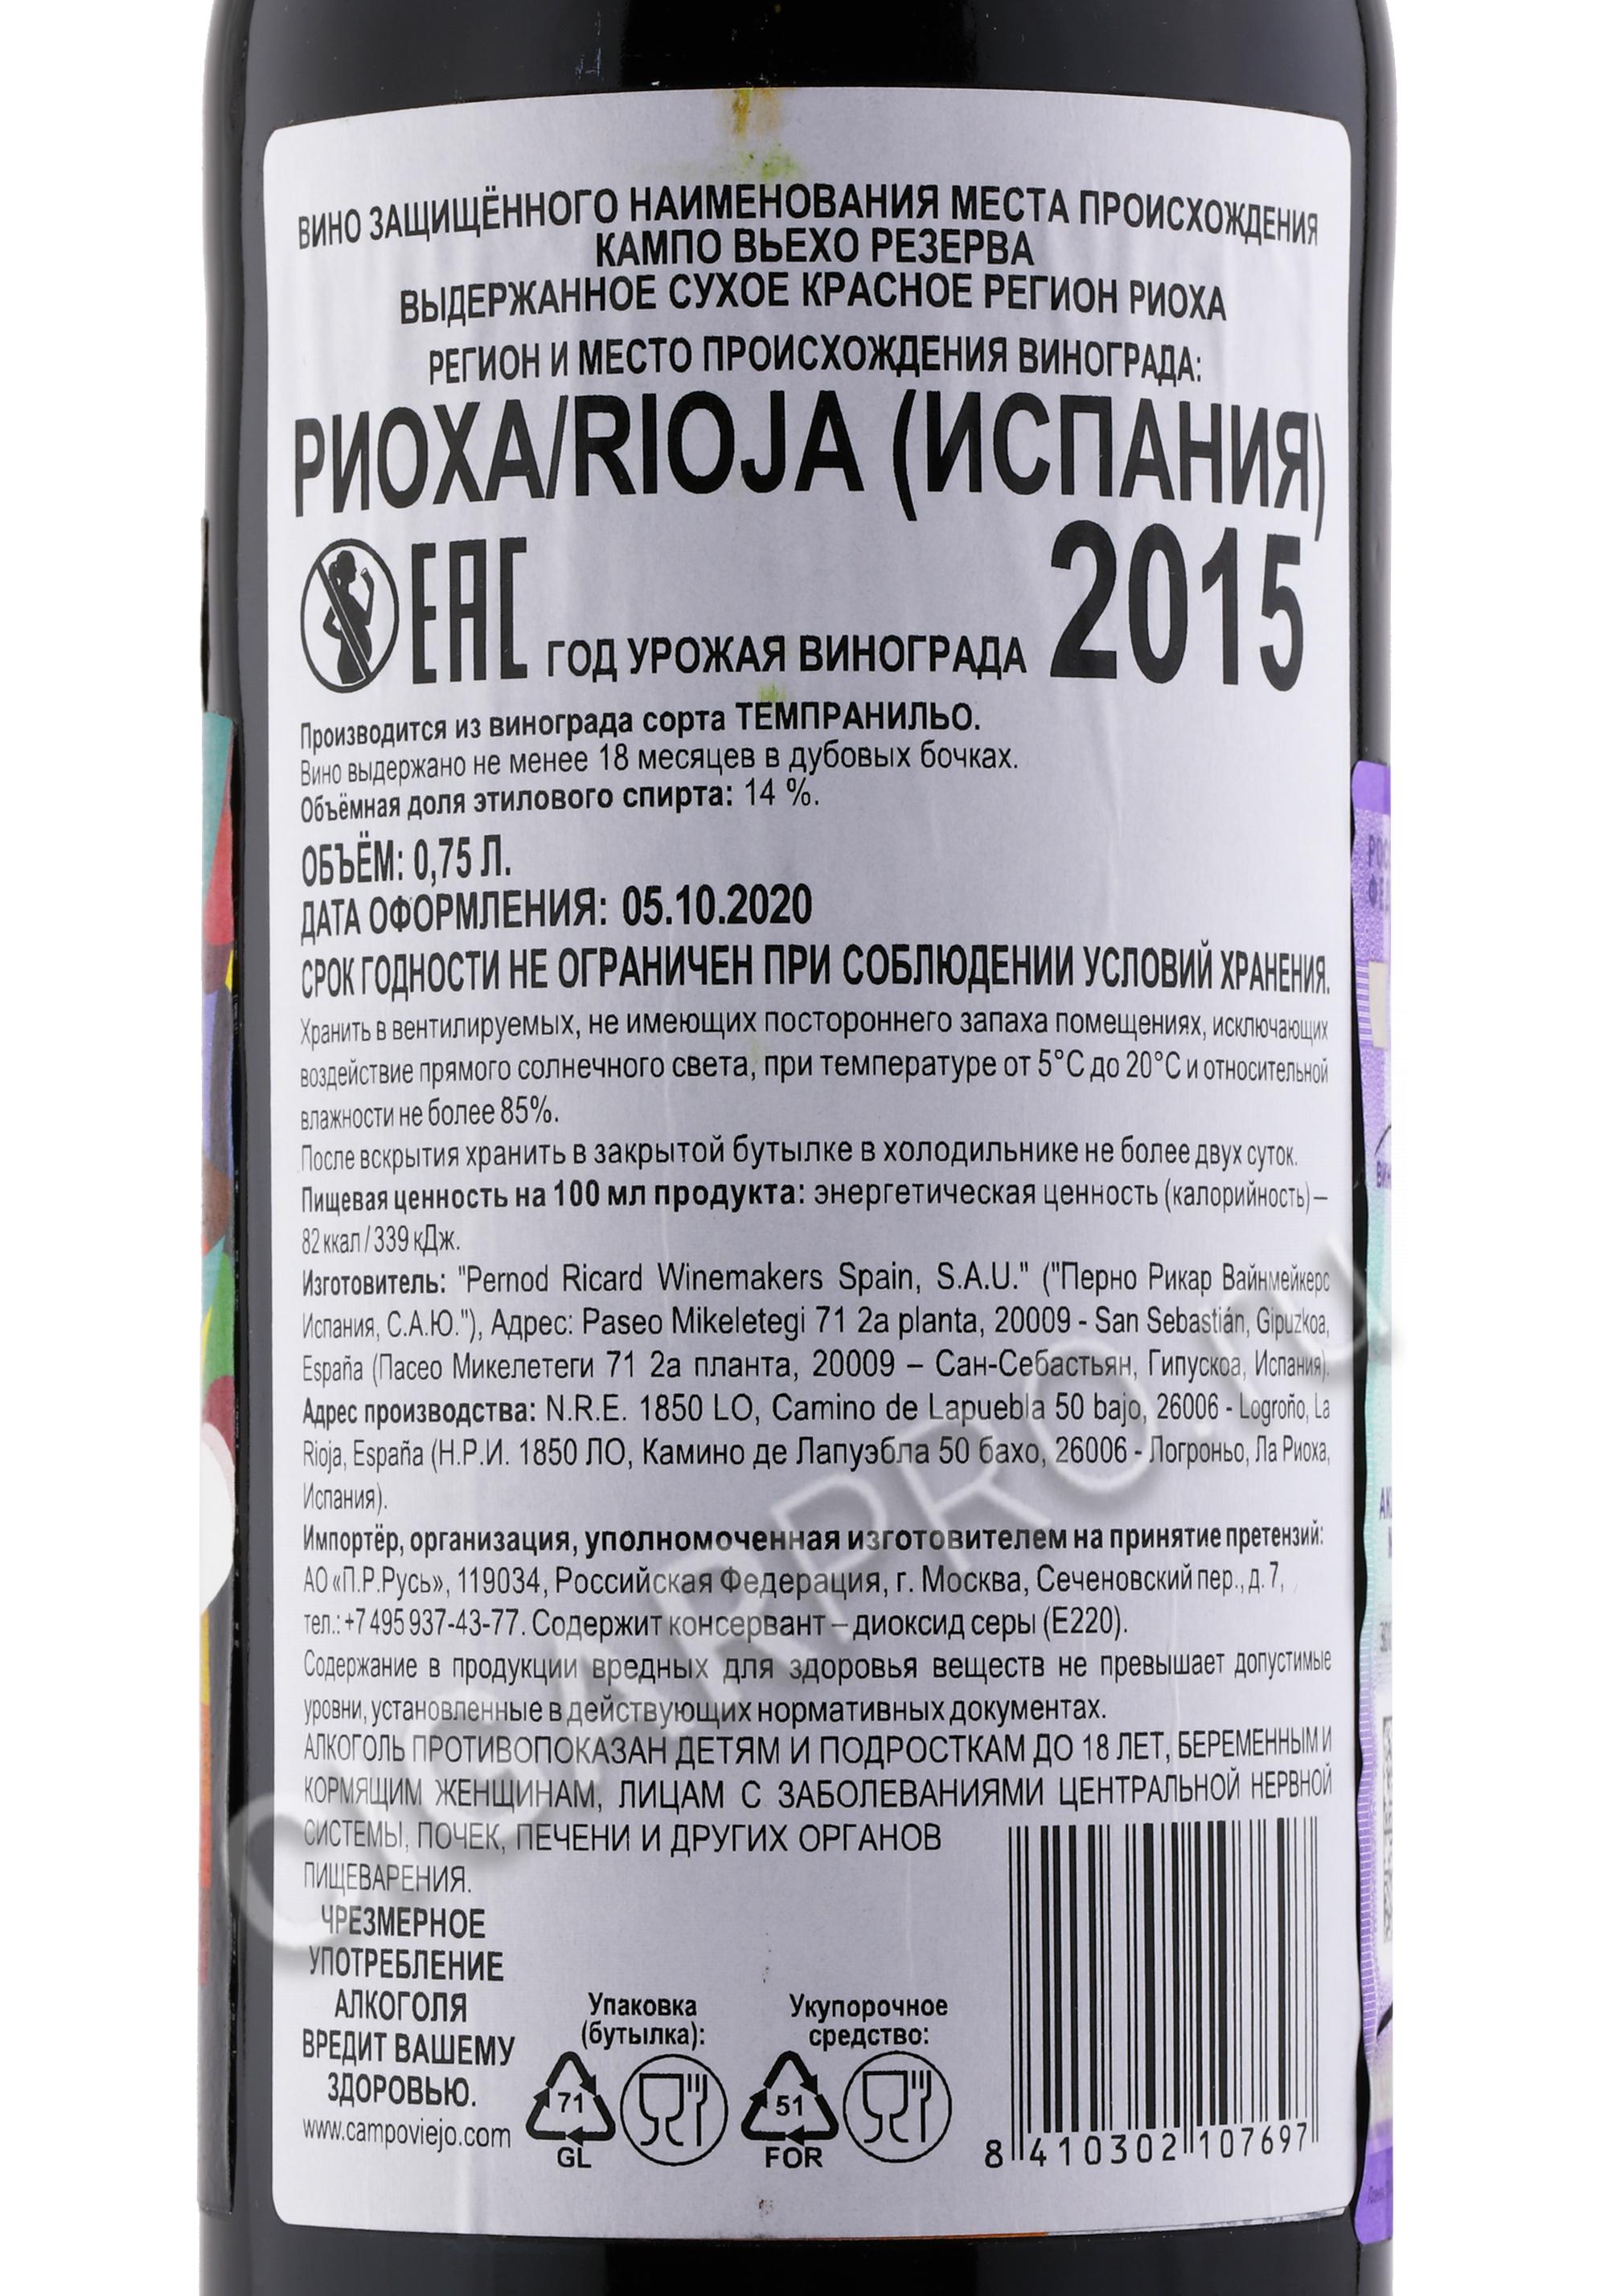 ВИНО ЗАЩИЩЁННОГО НАИМЕНОВАНИЯ МЕСТА ПРОИСХОЖДЕНИЯ
КАМПО ВЬЕХО РЕЗЕРВА
ВЫДЕРЖАННОЕ СУХОЕ КРАСНОЕ РЕГИОН РИОХА
РЕГИОН И МЕСТО ПРОИСХОЖДЕНИЯ ВИНОГРАДА:
РИОХА/RIOJA (ИСПАНИЯ)
EAC ГОД УРОЖАЯ ВИНОГРАДА 2015
Производится из винограда сорта ТЕМПРАНИЛЬО.
Вино выдержано не менее 18 месяцев в дубовых бочках.
Объёмная доля этилового спирта: 14 %.
ОБЪЁМ: 0,75 Л.
ДАТА ОФОРМЛЕНИЯ: 05.10.2020
СРОК ГОДНОСТИ НЕ ОГРАНИЧЕН ПРИ СОБЛЮДЕНИИ УСЛОВИЙ ХРАНЕНИЯ.
Хранить в вентилируемых, не имеющих постороннего запаха помещениях, исключающих
воздействие прямого солнечного света, при температуре от 5°C до 20°C и относительной
влажности не более 85%.
После вскрытия хранить в закрытой бутылке в холодильнике не более двух суток.
Пищевая ценность на 100 мл продукта: энергетическая ценность (калорийность) –
82 ккал / 339 кДж.
Изготовитель: "Pernod Ricard Winemakers Spain, S.A.U." ("Перно Рикар Вайнмейкерс
Испания, С.А.Ю."), Адрес: Paseo Mikeletegi 71 2a planta, 20009 - San Sebastián, Gipuzkoa,
España (Пасео Микелетеги 71 2а планта, 20009 – Сан-Себастьян, Гипускоа, Испания).
Адрес производства: N.R.E. 1850 LO, Camino de Lapuebla 50 bajo, 26006 - Logroño, La
Rioja, España (Н.Р.И. 1850 ЛО, Камино де Лапуэбла 50 бахо, 26006 - Логроньо, Ла Риоха,
Испания).
Импортёр, организация, уполномоченная изготовителем на принятие претензий:
АО «П.Р.Русь», 119034, Российская Федерация, г. Москва, Сеченовский пер., д. 7,
тел.: +7 495 937-43-77. Содержит консервант – диоксид серы (E220).
Содержание в продукции вредных для здоровья веществ не превышает допустимые
уровни, установленные в действующих нормативных документах.
АЛКОГОЛЬ ПРОТИВОПОКАЗАН ДЕТЯМ И ПОДРОСТКАМ ДО 18 ЛЕТ, БЕРЕМЕННЫМ И
КОРМЯЩИМ ЖЕНЩИНАМ, ЛИЦАМ С ЗАБОЛЕВАНИЯМИ ЦЕНТРАЛЬНОЙ НЕРВНОЙ
СИСТЕМЫ, ПОЧЕК, ПЕЧЕНИ И ДРУГИХ ОРГАНОВ
ПИЩЕВАРЕНИЯ.
ЧРЕЗМЕРНОЕ
УПОТРЕБЛЕНИЕ
АЛКОГОЛЯ
ВРЕДИТ ВАШЕМУ
ЗДОРОВЬЮ.
www.campoviejo.com
Упаковка
(бутылка):
71
GL
Укупорочное
средство:
51
FOR
8 410302 107697
CIGARPRO.ru